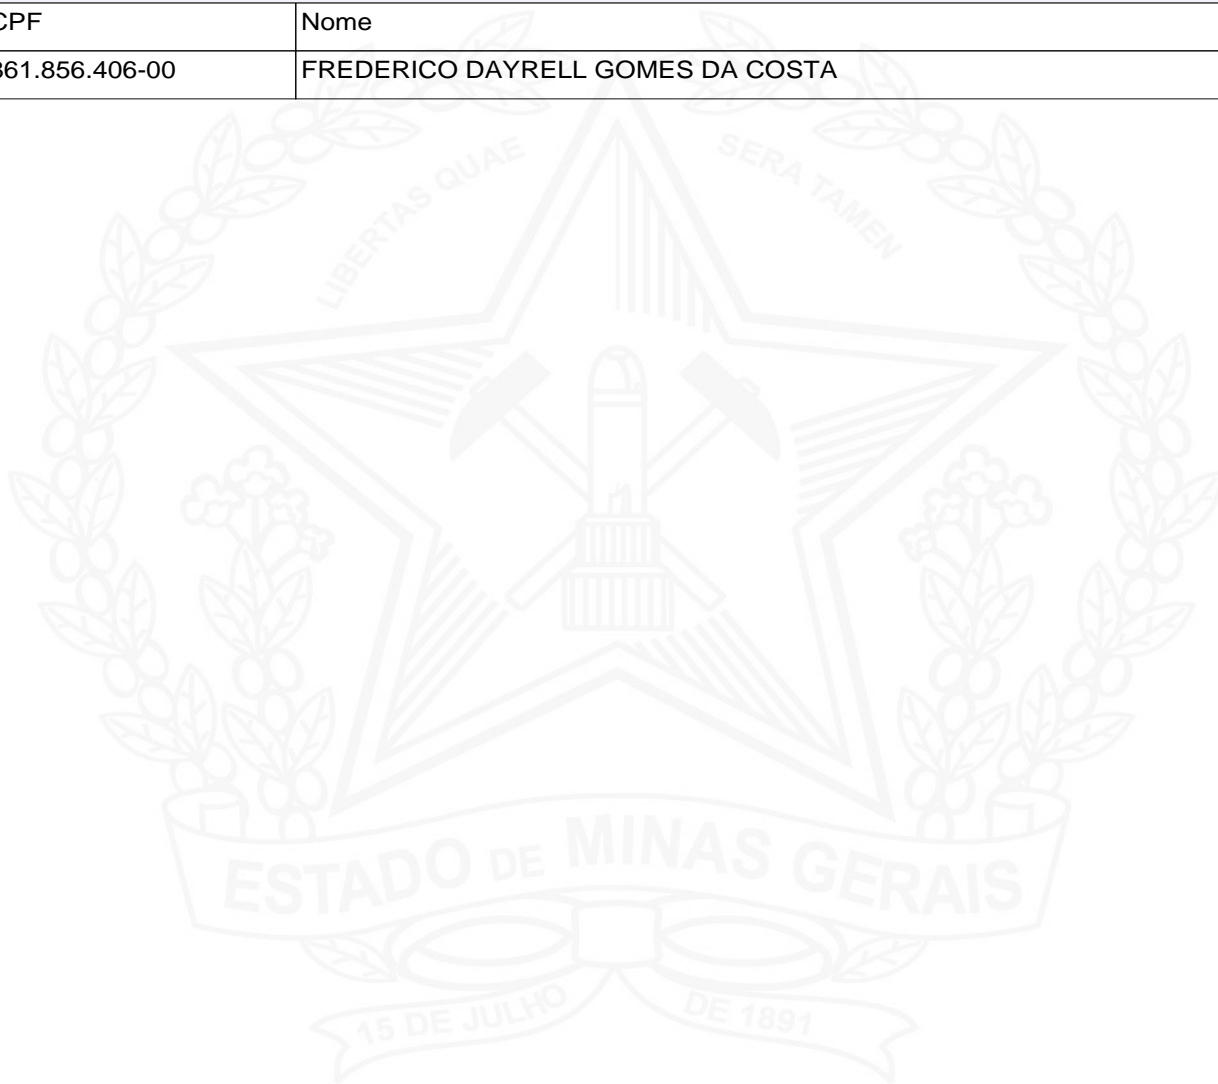 CPF Nome
861.856.406-00 FREDERICO DAYRELL GOMES DA COSTA
LIBERTAS QUAE SERA TAMEN
ESTADO DE MINAS GERAIS
15 DE JULHO DE 1891